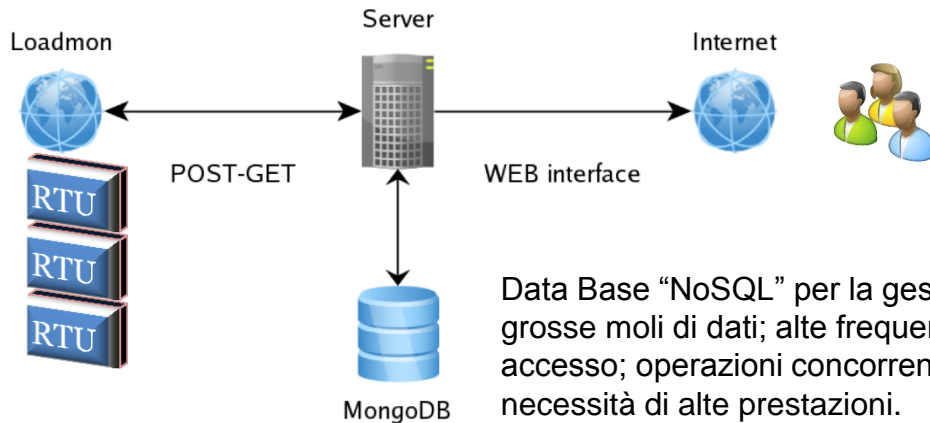 Server
Loadmon
Internet
POST-GET
WEB interface
RTU
RTU
RTU
Data Base “NoSQL” per la
grosse moli di dati; alte
accesso; operazioni
necessità di alte prestazioni.
MongoDB